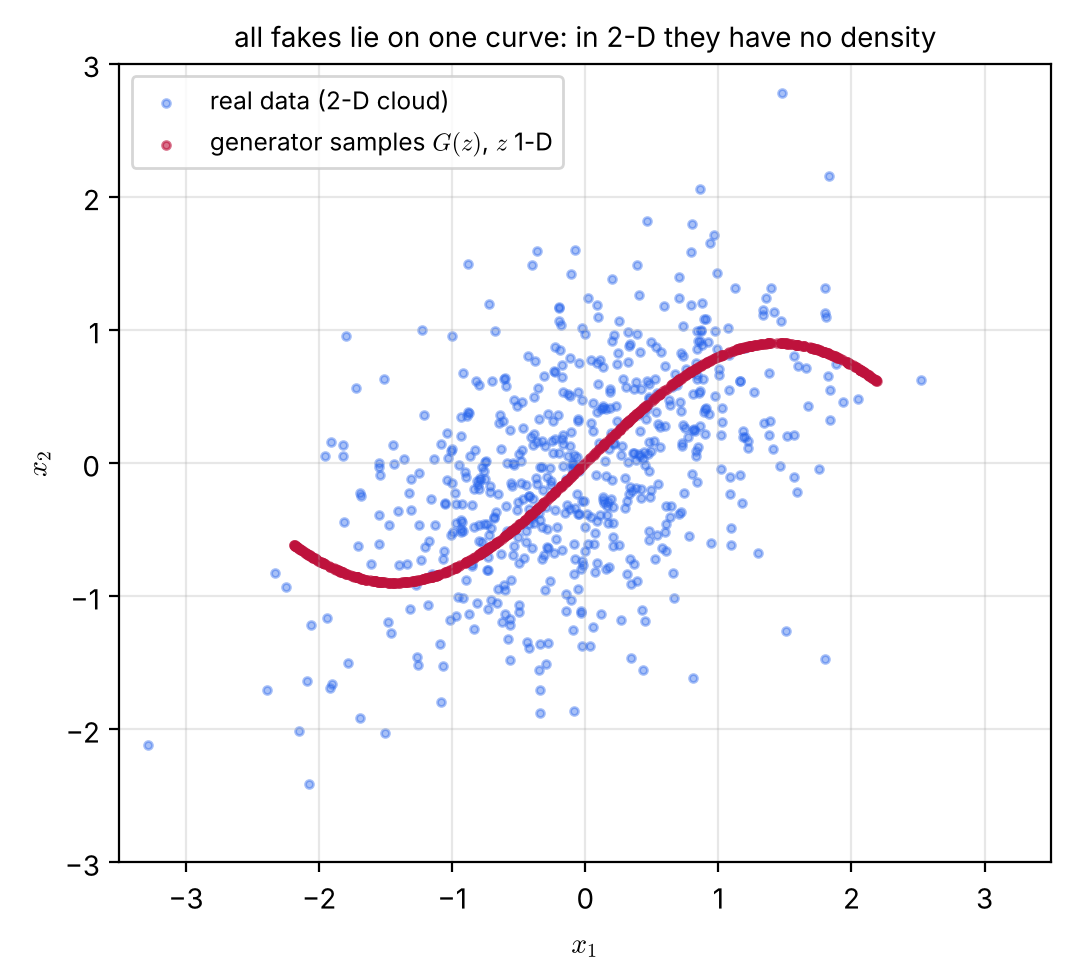 all fakes lie on one curve: in 2-D they have no density
real data (2-D cloud)
generator samples G(z), z 1-D
3
2
1
0
−1
−2
−3
x₂
−3 −2 −1 0 1 2 3
x₁